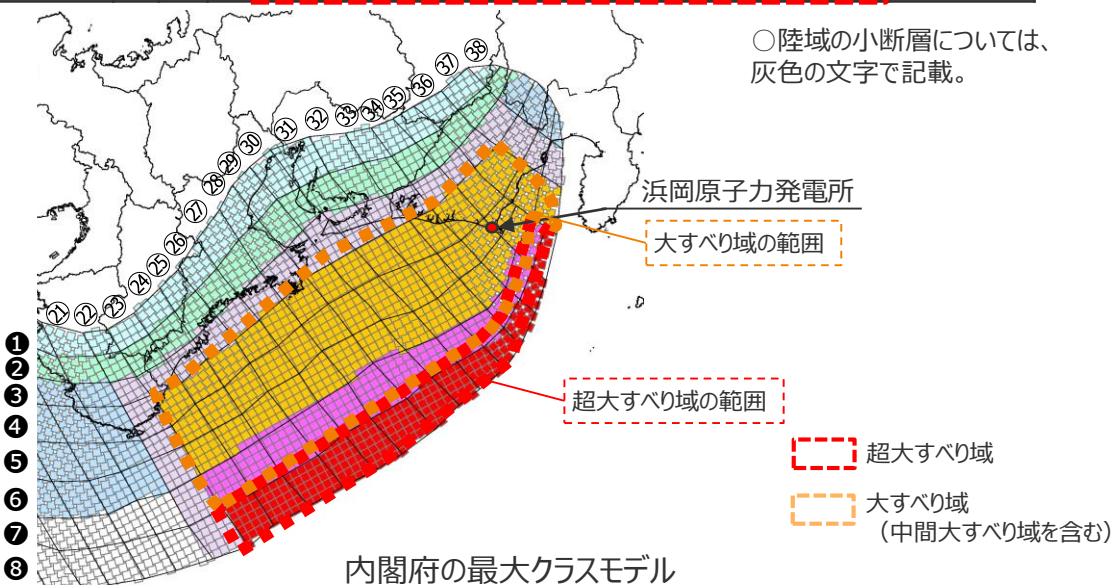 ○陸域の小断層については、
灰色の文字で記載。
㊳
㊲
㊱
㉟
㉞
㉝
㉜
㉛
㉚
㉙
㉘
㉗
㉖
㉕
㉔
㉓
㉒
㉑
浜岡原子力発電所
大すべり域の範囲
❶
❷
❸
❹
❺
❻
❼
❽
超大すべり域の範囲
超大すべり域
大すべり域
(中間大すべり域を含む)
内閣府の最大クラスモデル